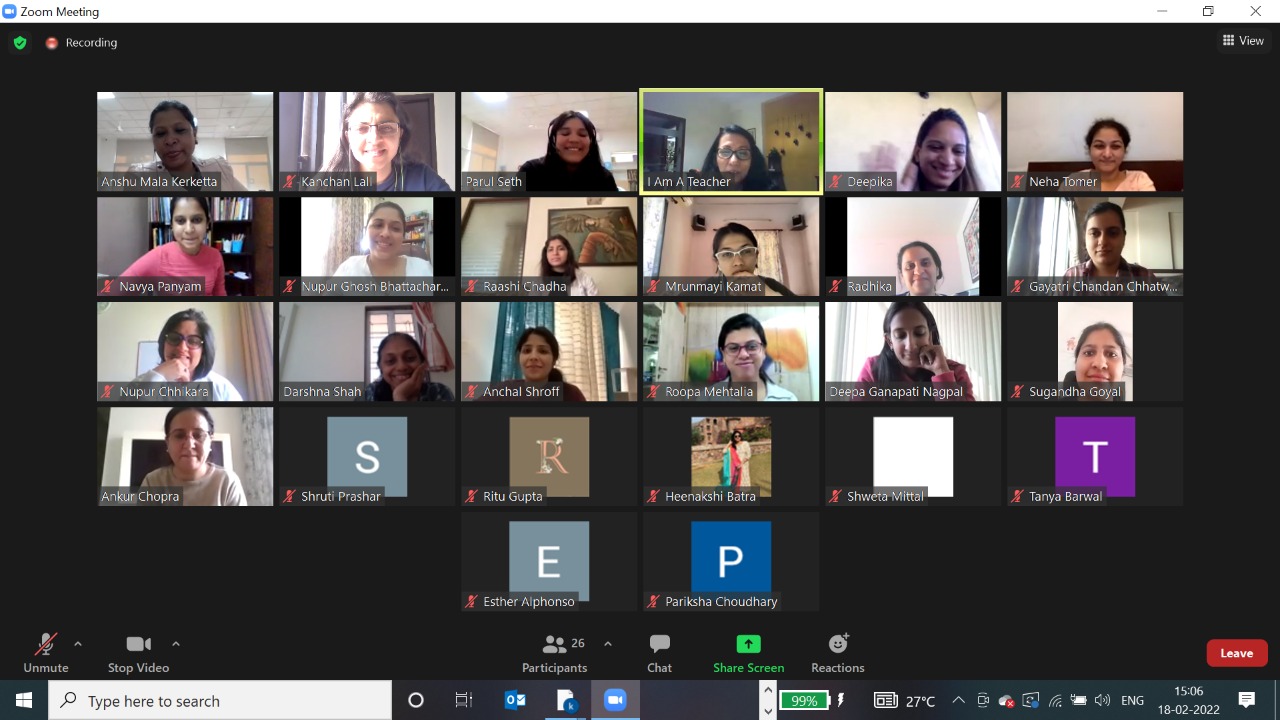 Zoom Meeting
Recording
View
Anshu Mala Kerketta
Kanchan Lall
Parul Seth
I Am A Teacher
Deepika
Neha Tomer
Navya Panyam
Nupur Ghosh Bhattachar...
Raashi Chadha
Mrunmayi Kamat
Radhika
Gayatri Chandan Chhatw...
Nupur Chhikara
Darshna Shah
Anchal Shroff
Roopa Mehtalia
Deepa Ganapati Nagpal
Sugandha Goyal
Ankur Chopra
S
Shruti Prashar
R
Ritu Gupta
Heenakshi Batra
Shweta Mittal
T
Tanya Barwal
E
Esther Alphonso
P
Pariksha Choudhary
Unmute
Stop Video
26
Participants
Chat
Share Screen
Reactions
Leave
Type here to search
99%
27°C
ENG
15:06
18-02-2022